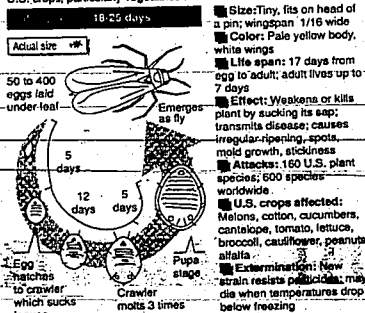 18-25 days
Actual size
50 to 400
eggs laid
under leaf
Emerges
as fly
5
days
12
days
5
days
Egg
hatches
to crawler
which sucks
Crawler
molts 3 times
Pupa
stage
Size: Tiny, fits on head of
a pin; wingspan 1/16 wide
Color: Pale yellow body,
white wings
Life span: 17 days from
egg to adult; adult lives up to
7 days
Effect: Weakens or kills
plant by sucking its sap;
transmits disease; causes
irregular ripening, spots,
mold growth, stickiness
Attacks: 160 U.S. plant
species; 600 species
worldwide
U.S. crops affected:
Melons, cotton, cucumbers,
cantelope, tomato, lettuce,
broccoli, cauliflower, peanuts
alfalfa
Extermination: New
strain resists pesticide; may
die when temperatures drop
below freezing